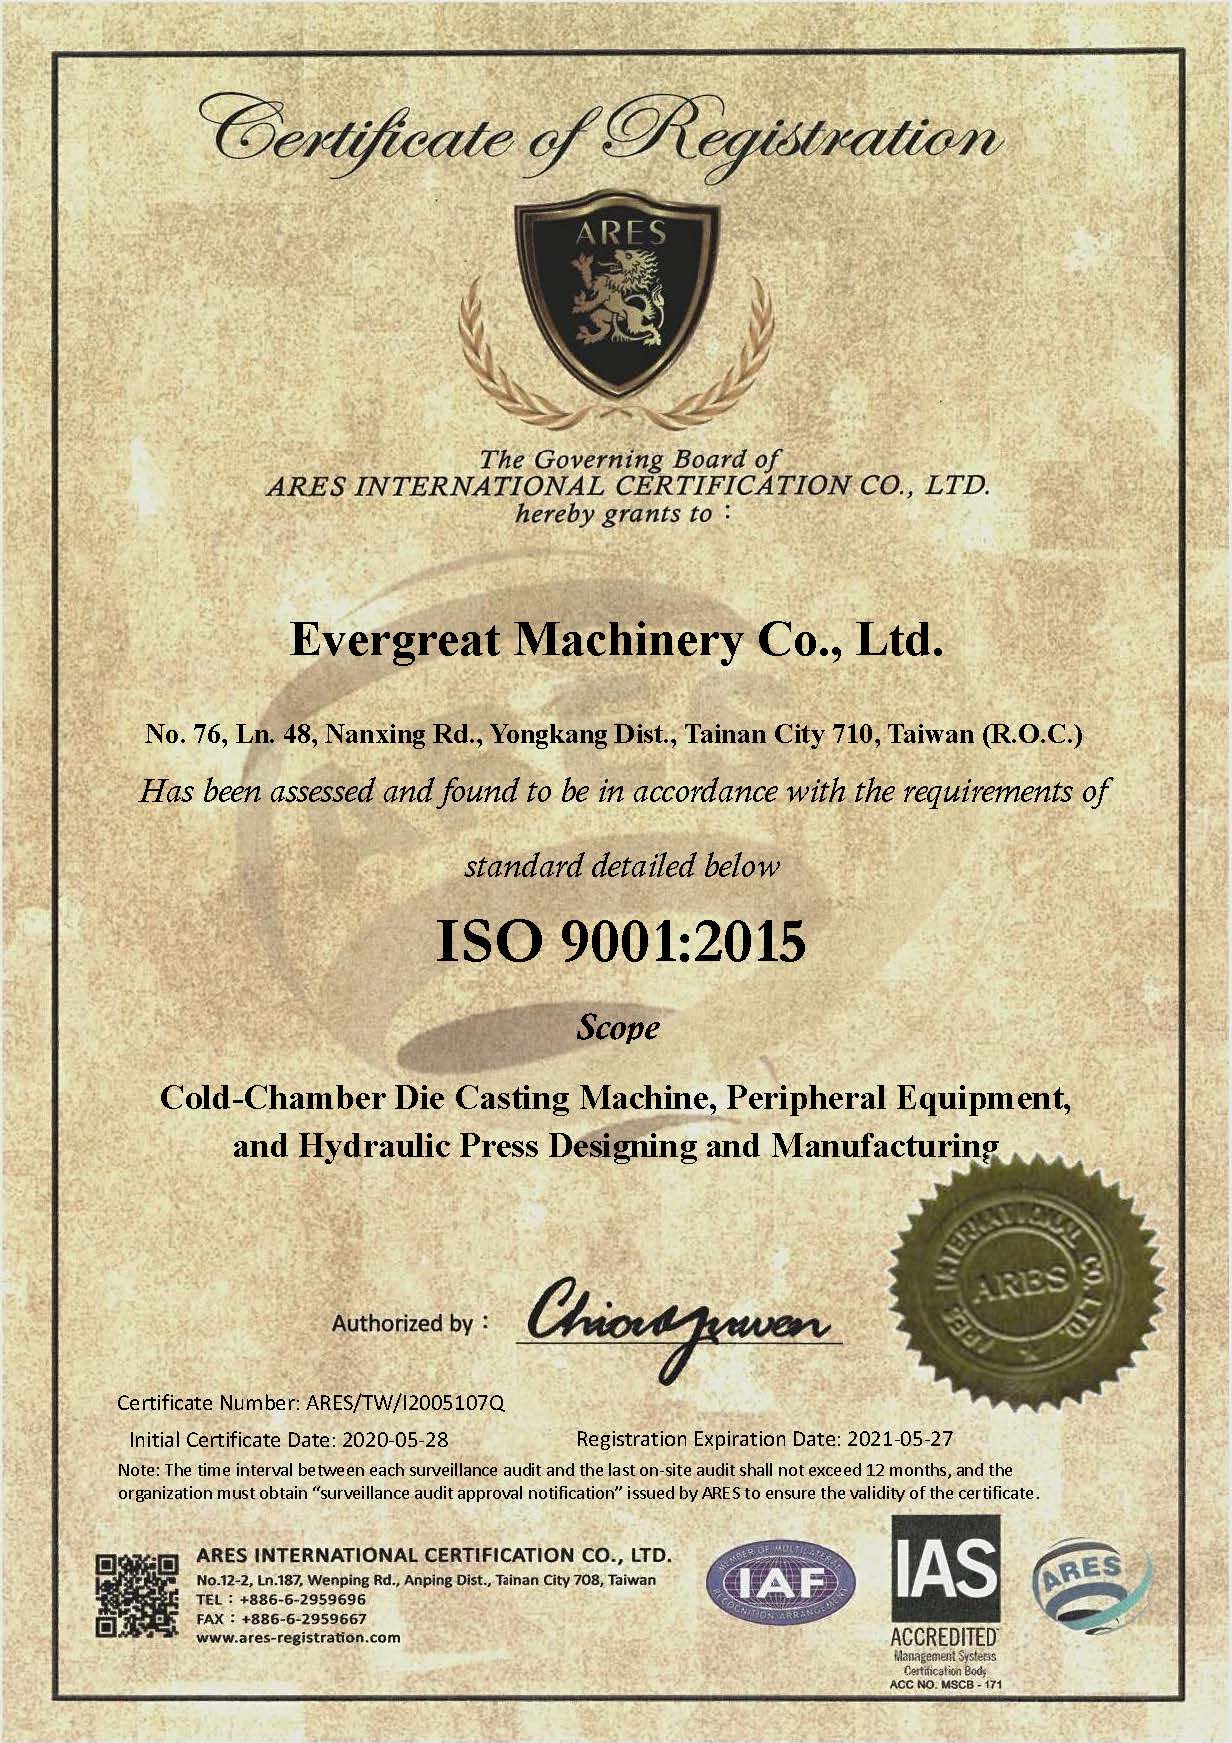 Certificate of Registration
ARES
The Governing Board of
ARES INTERNATIONAL CERTIFICATION CO., LTD.
hereby grants to：
Evergreat Machinery Co., Ltd.
No. 76, Ln. 48, Nanxing Rd., Yongkang Dist., Tainan City 710, Taiwan (R.O.C.)
Has been assessed and found to be in accordance with the requirements of
standard detailed below
ISO 9001:2015
Scope
Cold-Chamber Die Casting Machine, Peripheral Equipment,
and Hydraulic Press Designing and Manufacturing
ARES INTERNATIONAL CO., LTD.
ARES
Authorized by：
Certificate Number: ARES/TW/I2005107Q
Initial Certificate Date: 2020-05-28
Registration Expiration Date: 2021-05-27
Note: The time interval between each surveillance audit and the last on-site audit shall not exceed 12 months, and the
organization must obtain “surveillance audit approval notification” issued by ARES to ensure the validity of the certificate.
ARES INTERNATIONAL CERTIFICATION CO., LTD.
No.12-2, Ln.187, Wenping Rd., Anping Dist., Tainan City 708, Taiwan
TEL：+886-6-2959696
FAX：+886-6-2959667
www.ares-registration.com
MEMBER OF MULTILATERAL
IAF
RECOGNITION ARRANGEMENT
IAS
ACCREDITED
Management Systems
Certification Body
ACC NO. MSCB - 171
ARES